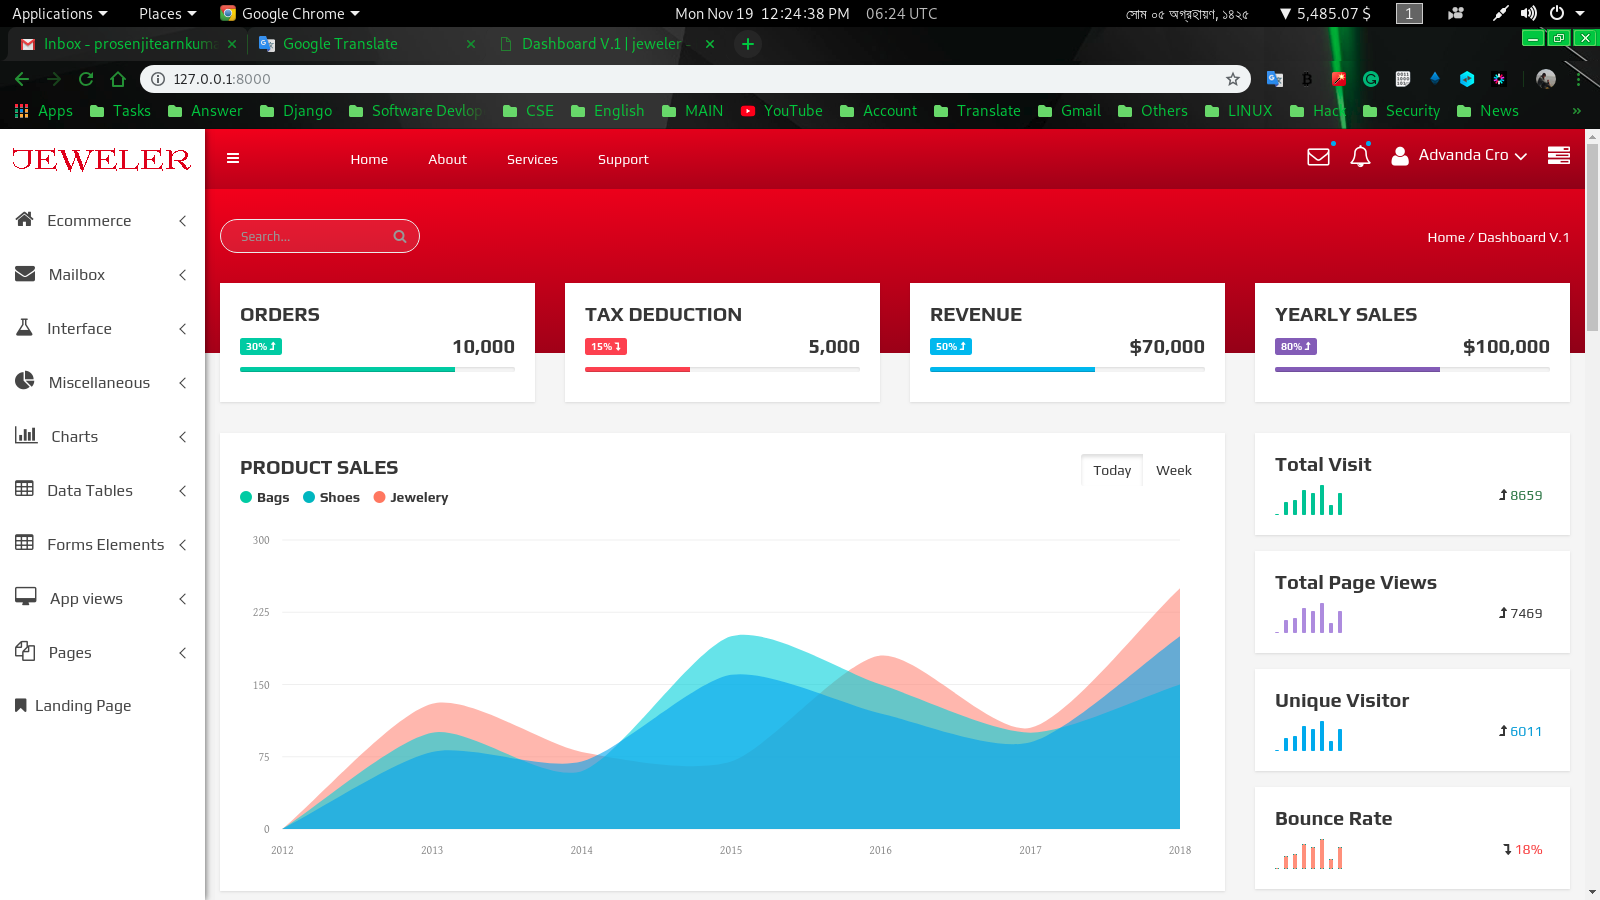 Applications Places Google Chrome Mon Nov 19 12:24:38 PM 06:24 UTC সোম ০৫ অগ্রহায়ণ, ১৪২৫ ▼ 5,485.07 $ 1
Inbox - prosenjitearnkuma Google Translate Dashboard V.1 | jeweler -
127.0.0.1:8000
Apps Tasks Answer Django Software Devlop CSE English MAIN YouTube Account Translate Gmail Others LINUX Hack Security News »
JEWELER Home About Services Support Advanda Cro
Search... Home / Dashboard V.1
Ecommerce
Mailbox
Interface
Miscellaneous
Charts
Data Tables
Forms Elements
App views
Pages
Landing Page
ORDERS
30% 10,000
TAX DEDUCTION
15% 5,000
REVENUE
50% $70,000
YEARLY SALES
80% $100,000
PRODUCT SALES Today Week
Bags Shoes Jewelery
300
225
150
75
0
2012 2013 2014 2015 2016 2017 2018
Total Visit
8659
Total Page Views
7469
Unique Visitor
6011
Bounce Rate
18%